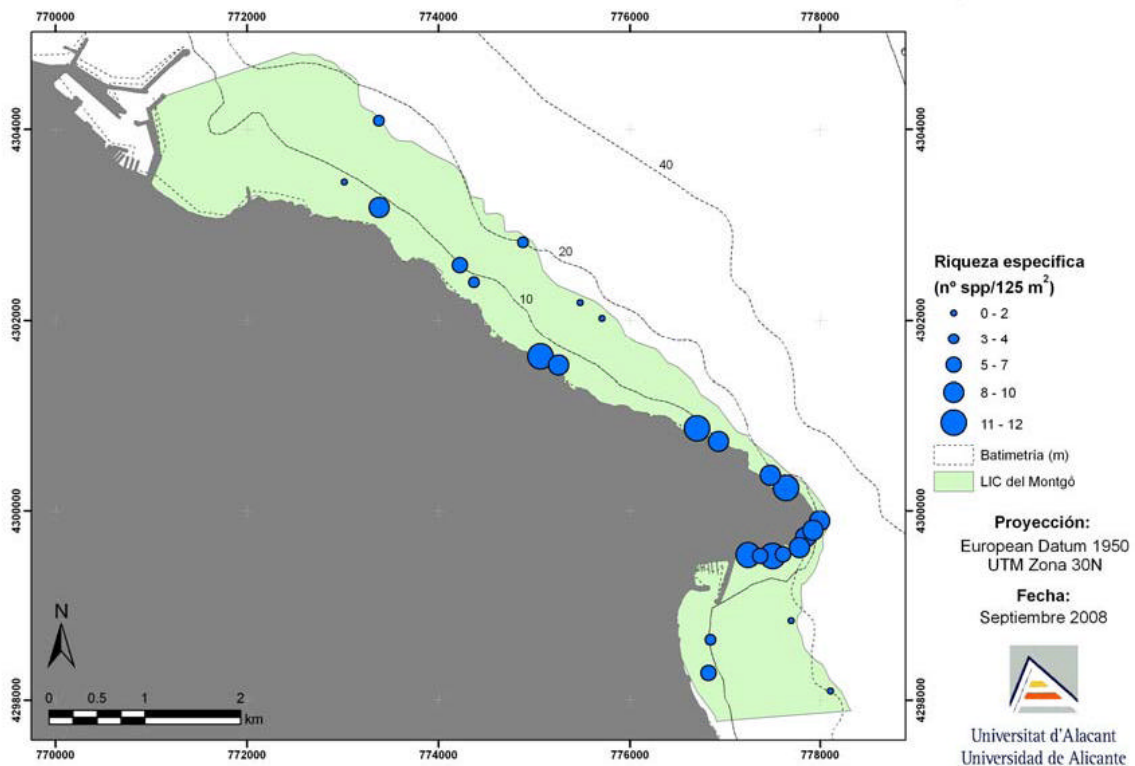 770000 772000 774000 776000 778000
4304000 4304000
4302000 4302000
4300000 4300000
4298000 4298000
40
20
10
N
0 0.5 1 2
km
770000 772000 774000 776000 778000
Riqueza específica
(nº spp/125 m²)
0 - 2
3 - 4
5 - 7
8 - 10
11 - 12
Batimetría (m)
LIC del Montgó
Proyección:
European Datum 1950
UTM Zona 30N
Fecha:
Septiembre 2008
Universitat d'Alacant
Universidad de Alicante